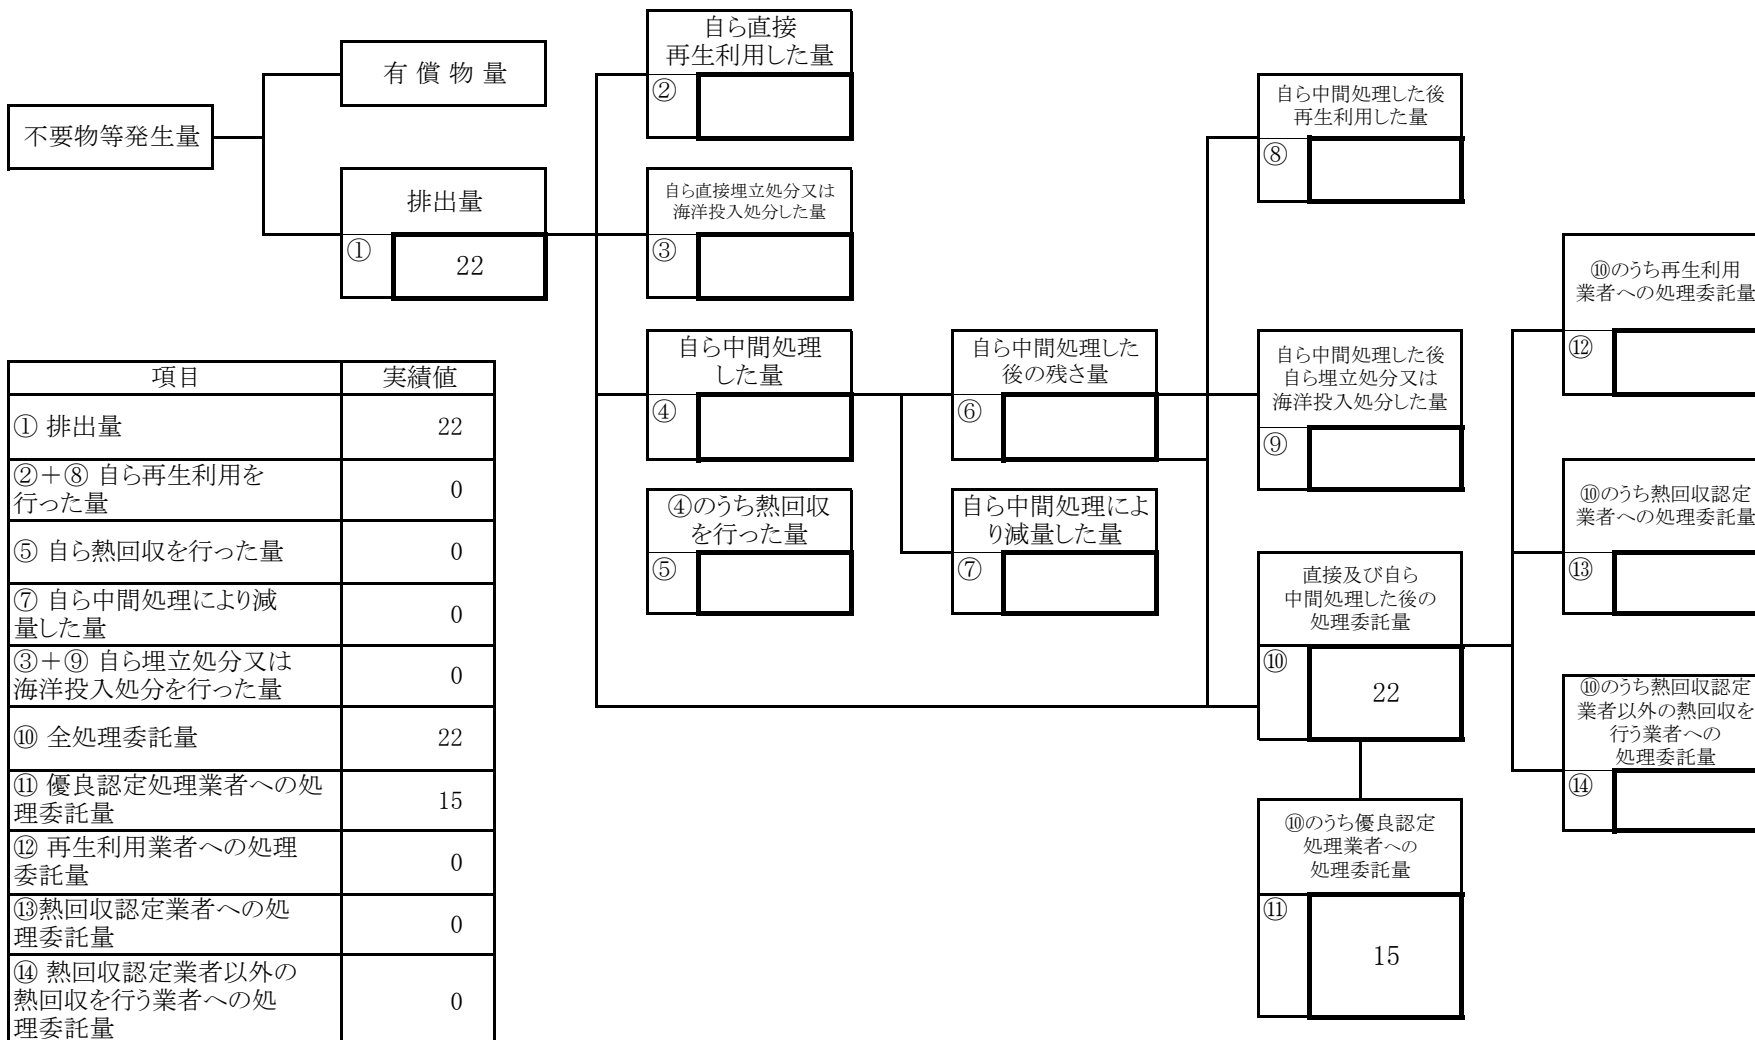 不要物等発生量
有 償 物 量
排出量
①
22
自ら直接
再生利用した量
②
自ら直接埋立処分又は
海洋投入処分した量
③
自ら中間処理
した量
④
④のうち熱回収
を行った量
⑤
自ら中間処理した
後の残さ量
⑥
自ら中間処理によ
り減量した量
⑦
自ら中間処理した後
再生利用した量
⑧
自ら中間処理した後
自ら埋立処分又は
海洋投入処分した量
⑨
直接及び自ら
中間処理した後の
処理委託量
⑩
22
⑩のうち優良認定
処理業者への
処理委託量
⑪
15
⑩のうち再生利用
業者への処理委託量
⑫
⑩のうち熱回収認定
業者への処理委託量
⑬
⑩のうち熱回収認定
業者以外の熱回収を
行う業者への
処理委託量
⑭
項目 実績値
① 排出量 22
②+⑧ 自ら再生利用を
行った量 0
⑤ 自ら熱回収を行った量 0
⑦ 自ら中間処理により減
量した量 0
③+⑨ 自ら埋立処分又は
海洋投入処分を行った量 0
⑩ 全処理委託量 22
⑪ 優良認定処理業者への処
理委託量 15
⑫ 再生利用業者への処理
委託量 0
⑬熱回収認定業者への処
理委託量 0
⑭ 熱回収認定業者以外の
熱回収を行う業者への処
理委託量 0